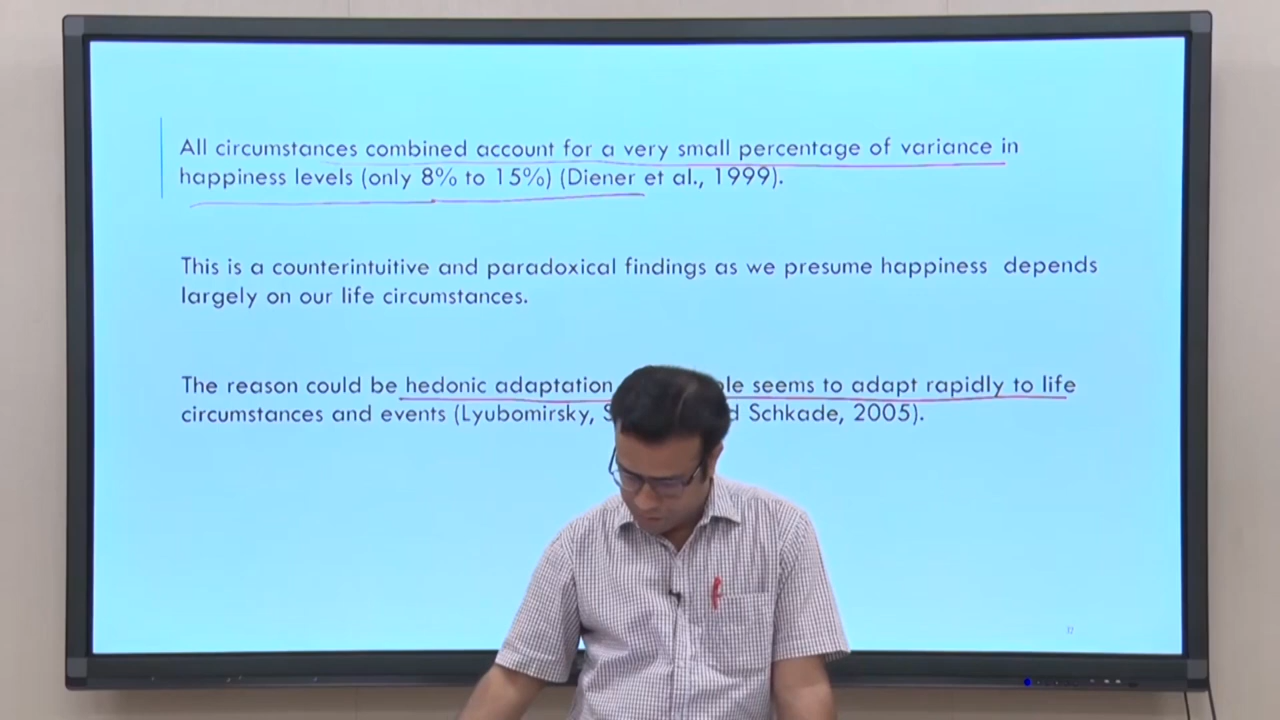 All circumstances combined account for a very small percentage of variance in
happiness levels (only 8% to 15%) (Diener et al., 1999).
This is a counterintuitive and paradoxical findings as we presume happiness depends
largely on our life circumstances.
The reason could be hedonic adaptation seems to adapt rapidly to life
circumstances and events (Lyubomirsky, Schkade, 2005).